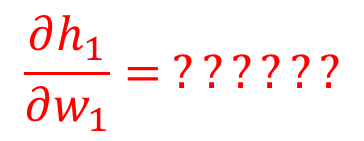 ∂h₁/∂w₁ = ? ? ? ? ? ?